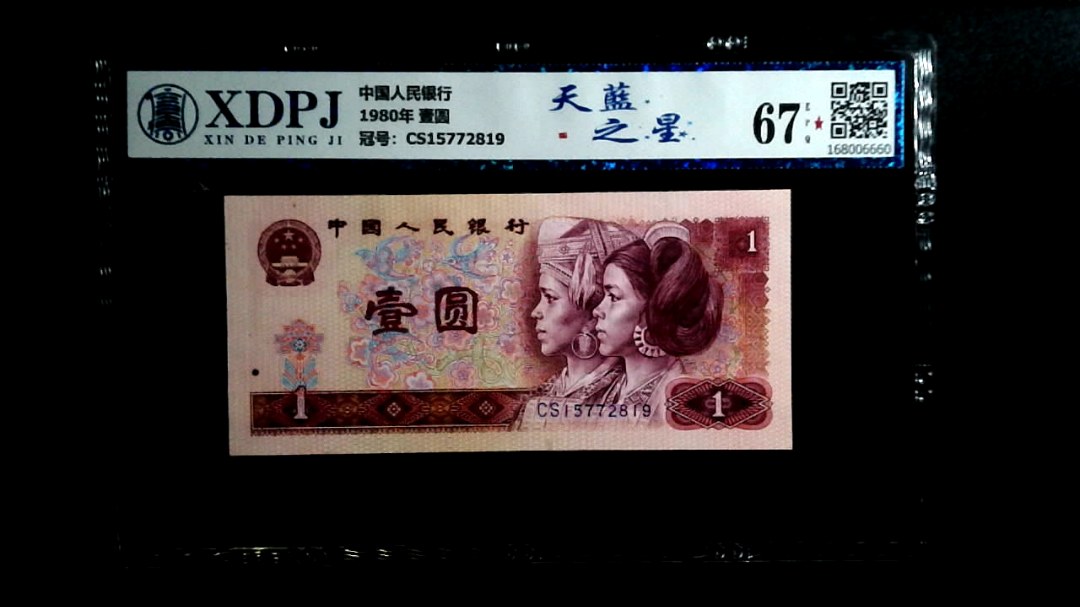 XDPJ
XIN DE PING JI
中国人民银行
1980年 壹圆
冠号：CS15772819
天藍之星
67
EPQ
168006660
中國人民銀行
1
壹圆
1
CS15772819
1